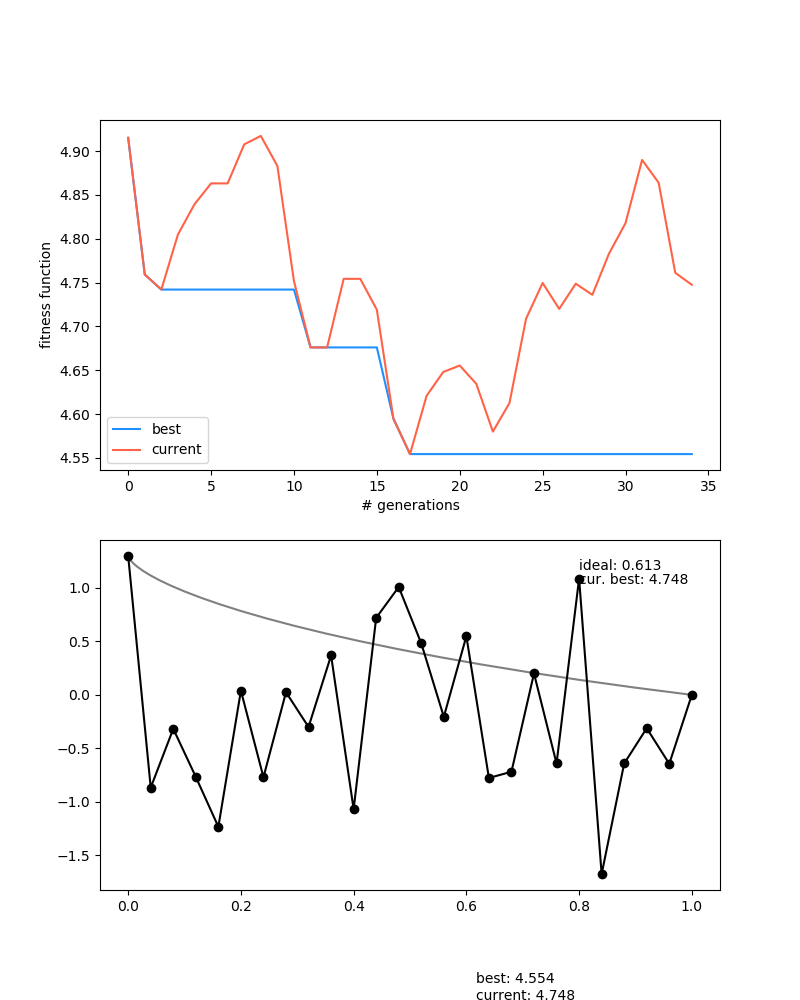 4.90
4.85
4.80
4.75
4.70
4.65
4.60
4.55
fitness function
best
current
0 5 10 15 20 25 30 35
# generations
ideal: 0.613
cur. best: 4.748
1.0
0.5
0.0
−0.5
−1.0
−1.5
0.0 0.2 0.4 0.6 0.8 1.0
best: 4.554
current: 4.748